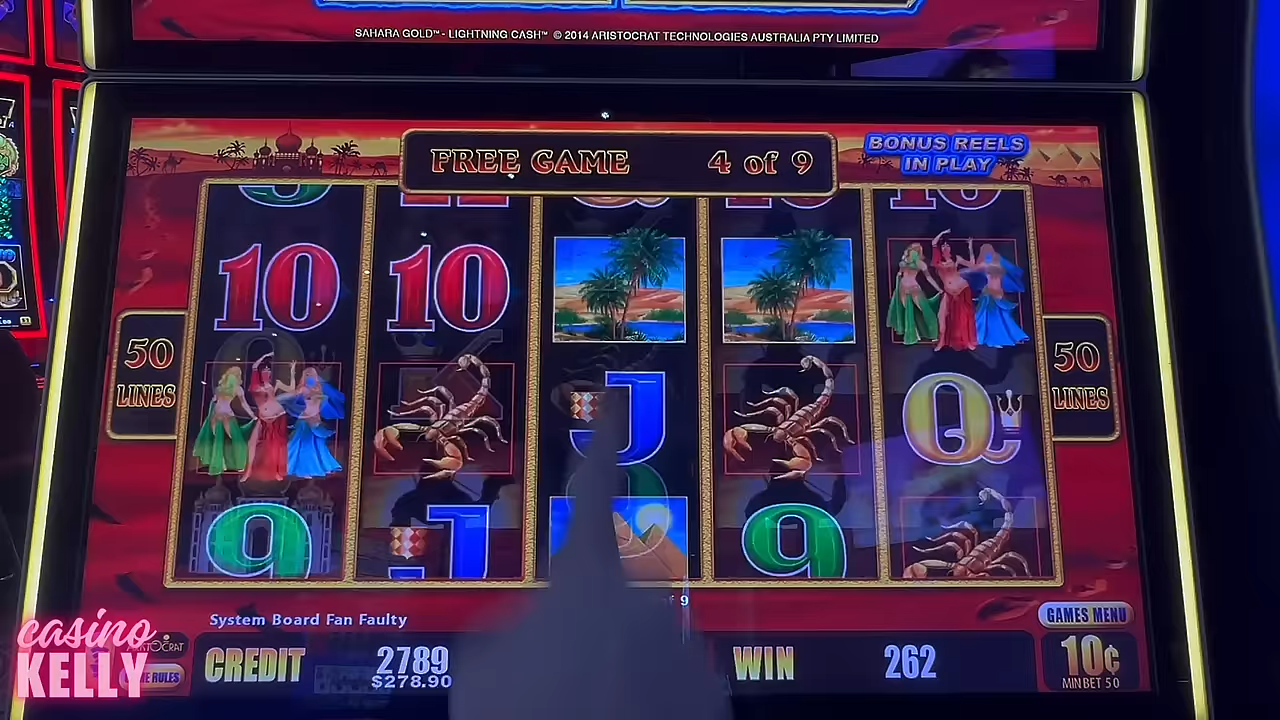 SAHARA GOLD™ - LIGHTNING CASH™ © 2014 ARISTOCRAT TECHNOLOGIES AUSTRALIA PTY LIMITED
FREE GAME 4 of 9
BONUS REELS
IN PLAY
10 10
50
LINES
50
LINES
J Q
9 J 9
System Board Fan Faulty
GAMES MENU
CREDIT 2789
$278.90
WIN 262
10¢
MIN BET 50
casino
KELLY